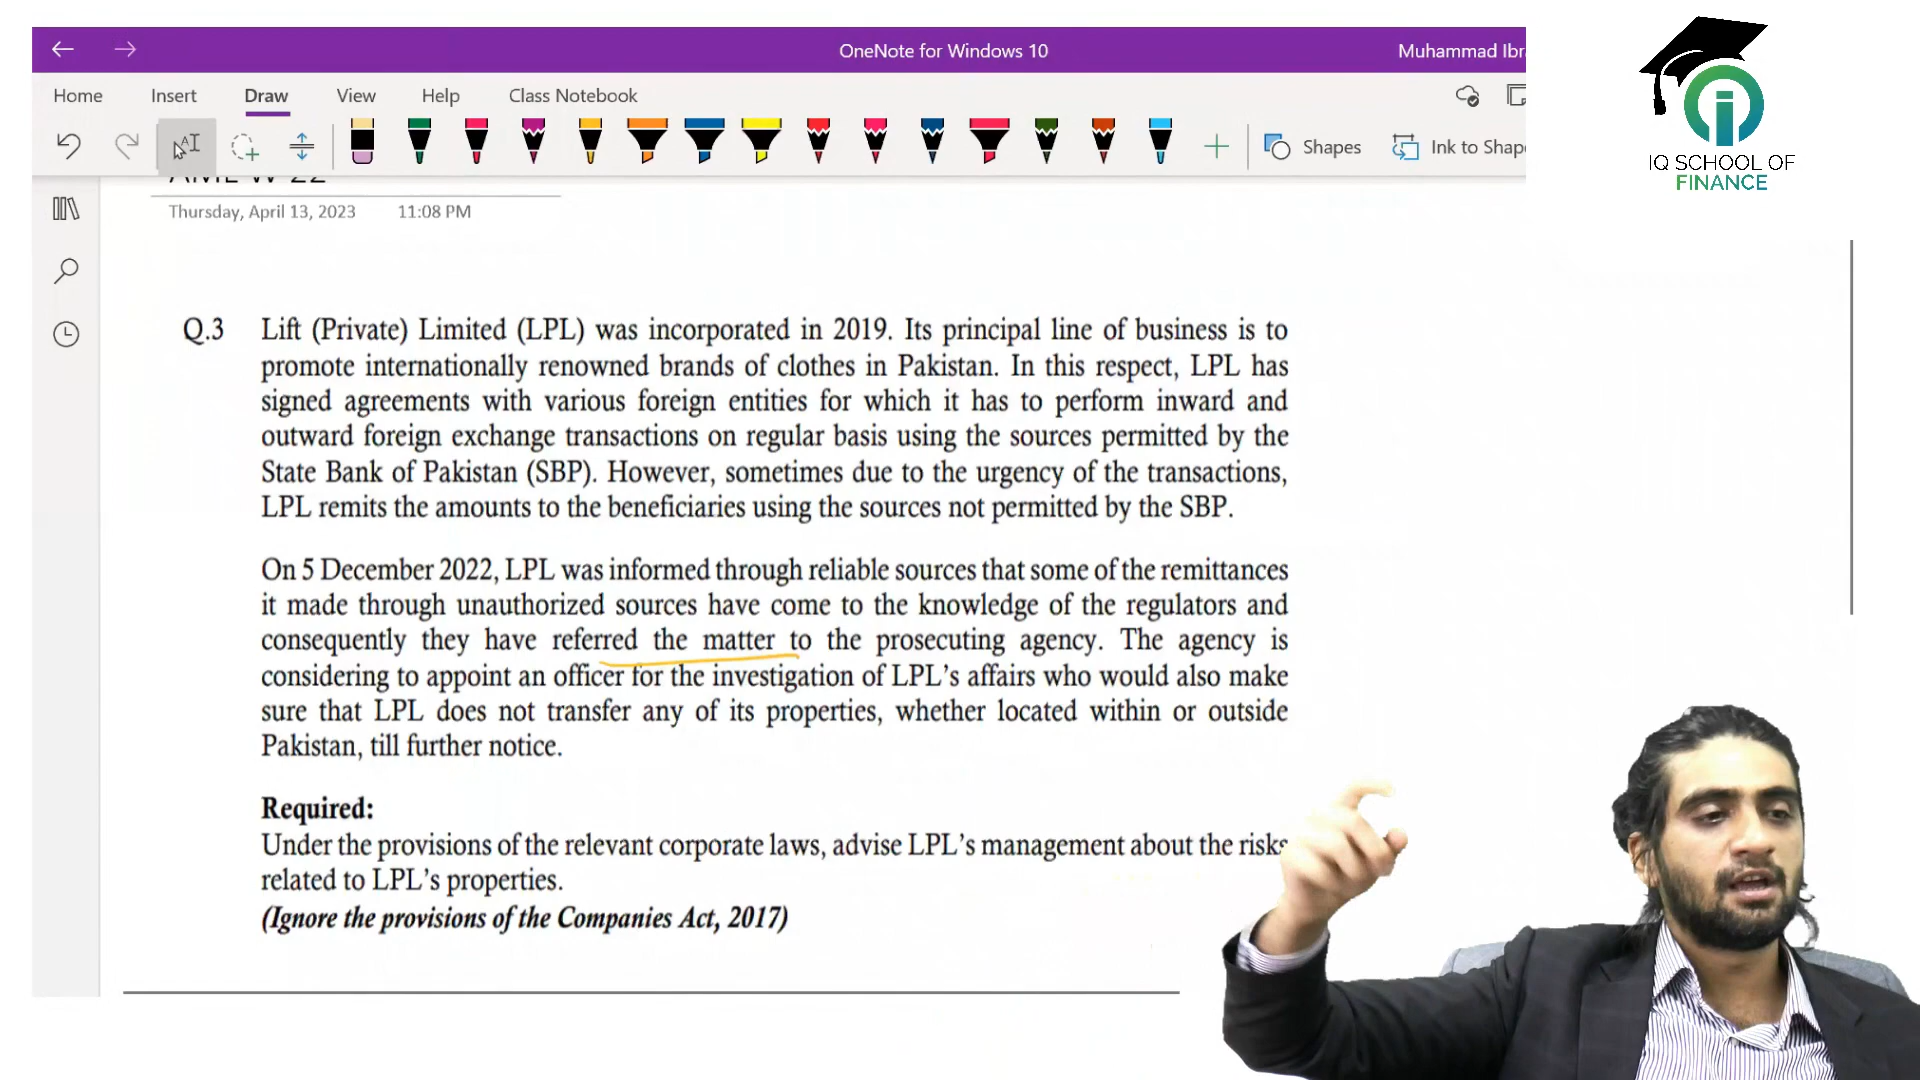 OneNote for Windows 10
Muhammad Ibr
Home Insert Draw View Help Class Notebook
Shapes
Ink to Shap
IQ SCHOOL OF
FINANCE
AML W 22
Thursday, April 13, 2023 11:08 PM
Q.3 Lift (Private) Limited (LPL) was incorporated in 2019. Its principal line of business is to
promote internationally renowned brands of clothes in Pakistan. In this respect, LPL has
signed agreements with various foreign entities for which it has to perform inward and
outward foreign exchange transactions on regular basis using the sources permitted by the
State Bank of Pakistan (SBP). However, sometimes due to the urgency of the transactions,
LPL remits the amounts to the beneficiaries using the sources not permitted by the SBP.
On 5 December 2022, LPL was informed through reliable sources that some of the remittances
it made through unauthorized sources have come to the knowledge of the regulators and
consequently they have referred the matter to the prosecuting agency. The agency is
considering to appoint an officer for the investigation of LPL's affairs who would also make
sure that LPL does not transfer any of its properties, whether located within or outside
Pakistan, till further notice.
Required:
Under the provisions of the relevant corporate laws, advise LPL's management about the risks
related to LPL's properties.
(Ignore the provisions of the Companies Act, 2017)